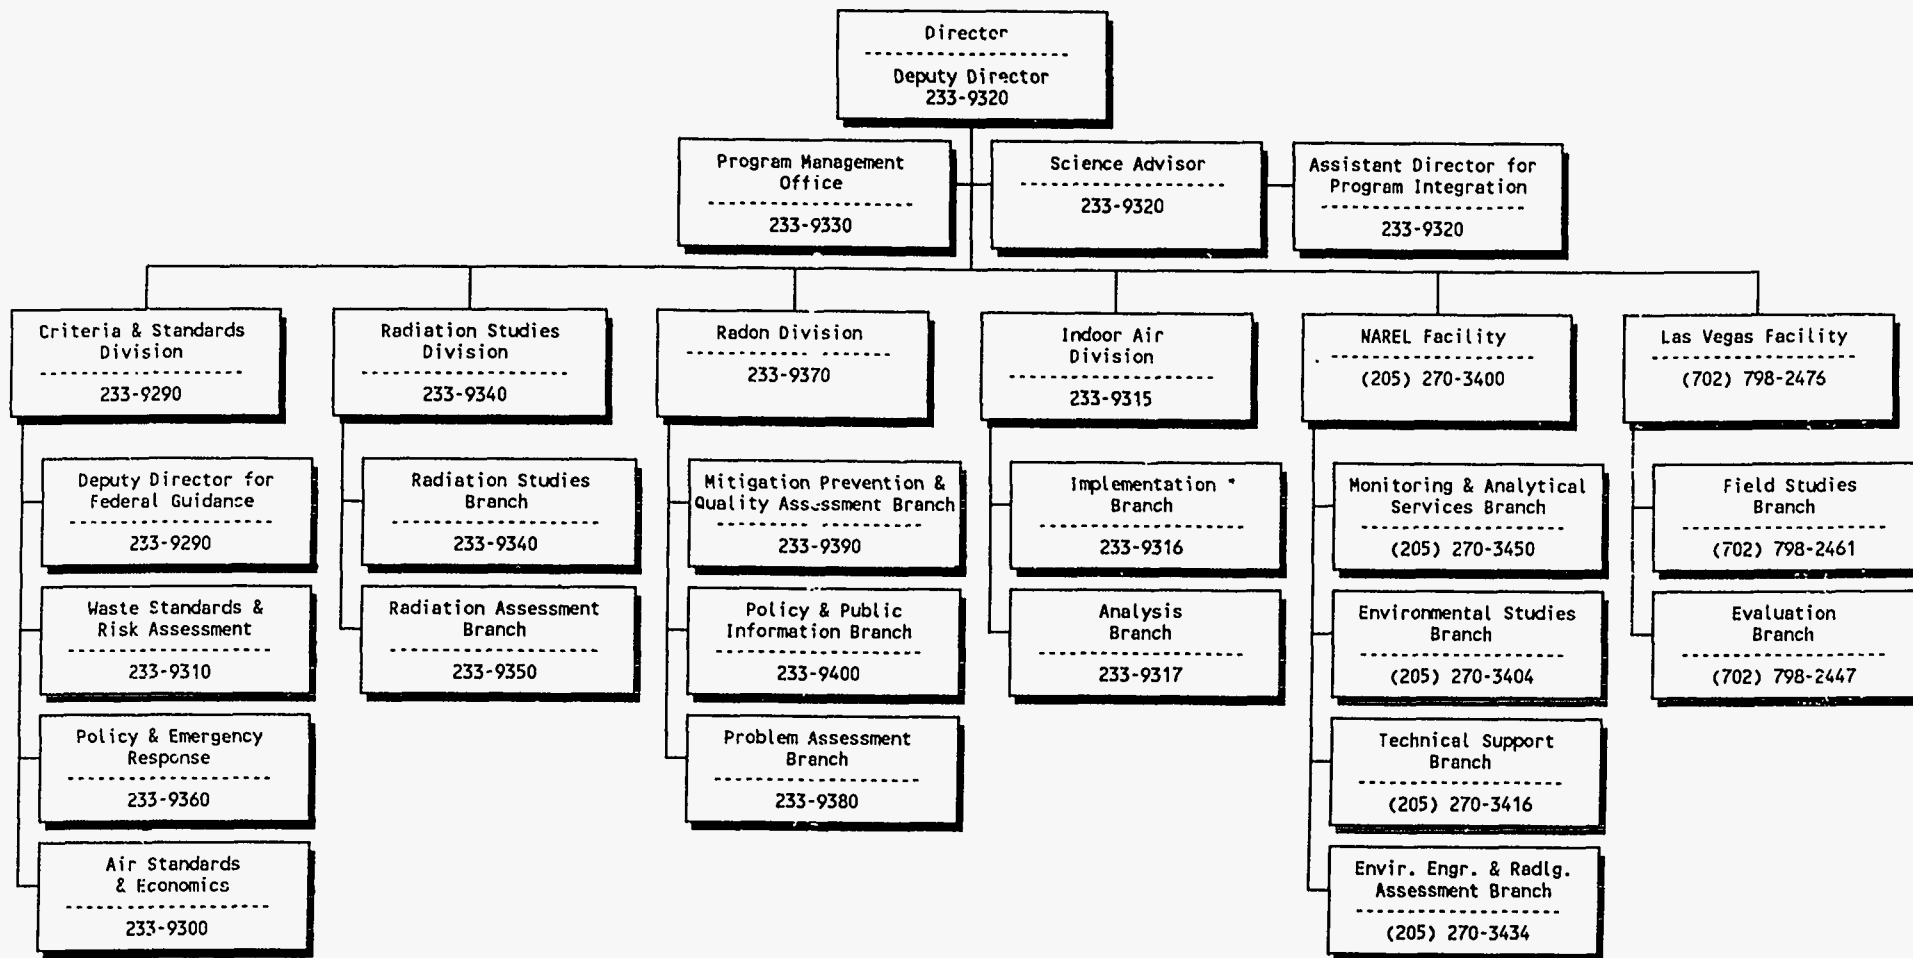 Director
Deputy Director
233-9320
Program Management
Office
233-9330
Science Advisor
233-9320
Assistant Director for
Program Integration
233-9320
Criteria & Standards
Division
233-9290
Deputy Director for
Federal Guidance
233-9290
Waste Standards &
Risk Assessment
233-9310
Policy & Emergency
Response
233-9360
Air Standards
& Economics
233-9300
Radiation Studies
Division
233-9340
Radiation Studies
Branch
233-9340
Radiation Assessment
Branch
233-9350
Radon Division
233-9370
Mitigation Prevention &
Quality Assessment Branch
233-9390
Policy & Public
Information Branch
233-9400
Problem Assessment
Branch
233-9380
Indoor Air
Division
233-9315
Implementation *
Branch
233-9316
Analysis
Branch
233-9317
NAREL Facility
(205) 270-3400
Monitoring & Analytical
Services Branch
(205) 270-3450
Environmental Studies
Branch
(205) 270-3404
Technical Support
Branch
(205) 270-3416
Envir. Engr. & Radlg.
Assessment Branch
(205) 270-3434
Las Vegas Facility
(702) 798-2476
Field Studies
Branch
(702) 798-2461
Evaluation
Branch
(702) 798-2447